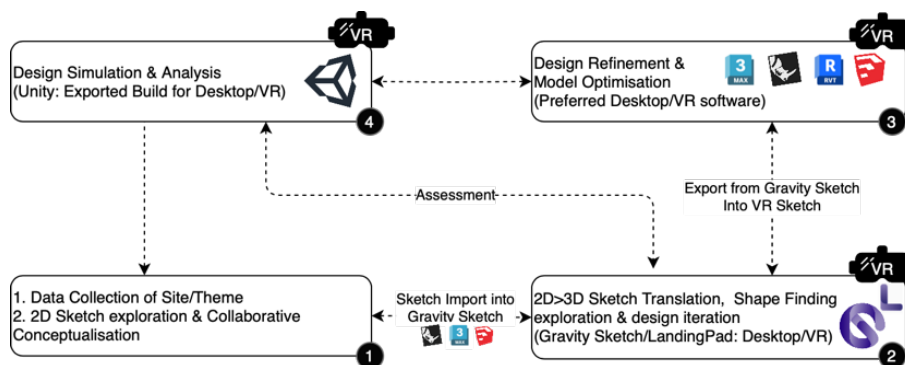 VR
Design Simulation & Analysis
(Unity: Exported Build for Desktop/VR)
4
VR
Design Refinement &
Model Optimisation
(Preferred Desktop/VR software)
3
MAX
R
RVT
3
Assessment
Export from Gravity Sketch
Into VR Sketch
1. Data Collection of Site/Theme
2. 2D Sketch exploration & Collaborative
Conceptualisation
1
Sketch Import into
Gravity Sketch
3
MAX
VR
2D>3D Sketch Translation, Shape Finding
exploration & design iteration
(Gravity Sketch/LandingPad: Desktop/VR)
2